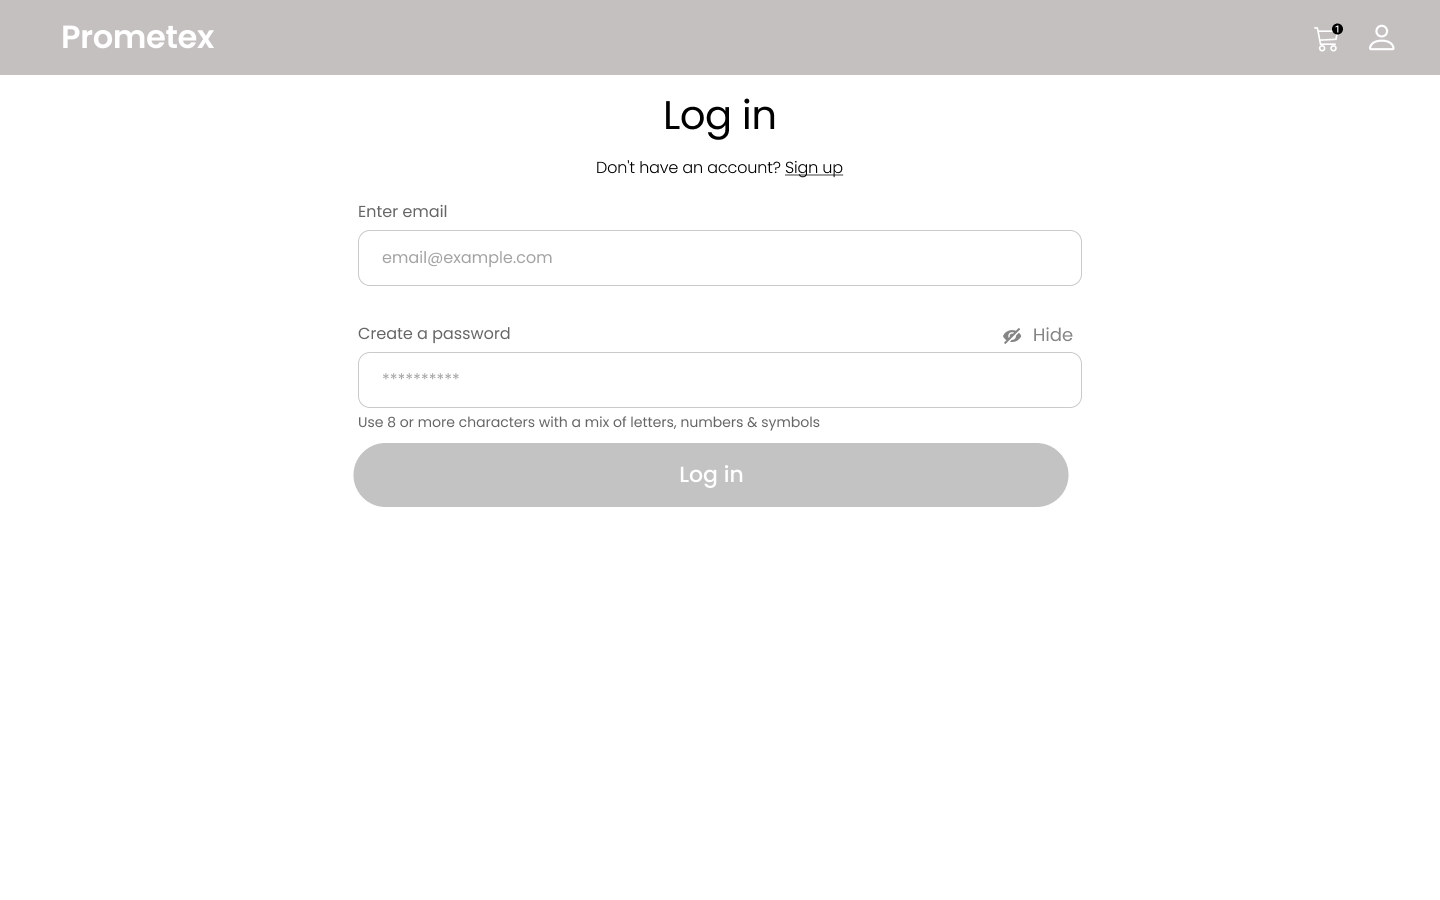 Prometex
1
Log in
Don't have an account? Sign up
Enter email
email@example.com
Create a password
Hide
**********
Use 8 or more characters with a mix of letters, numbers & symbols
Log in